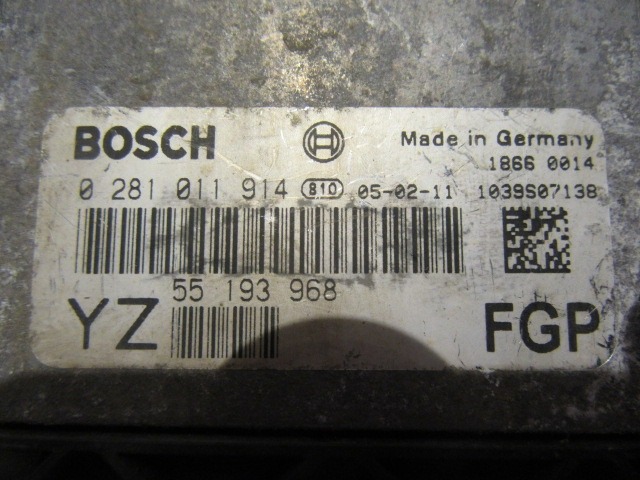 BOSCH
Made in Germany
1866 0014
0 281 011 914 810 05-02-11 1039S07138
55 193 968
YZ
FGP